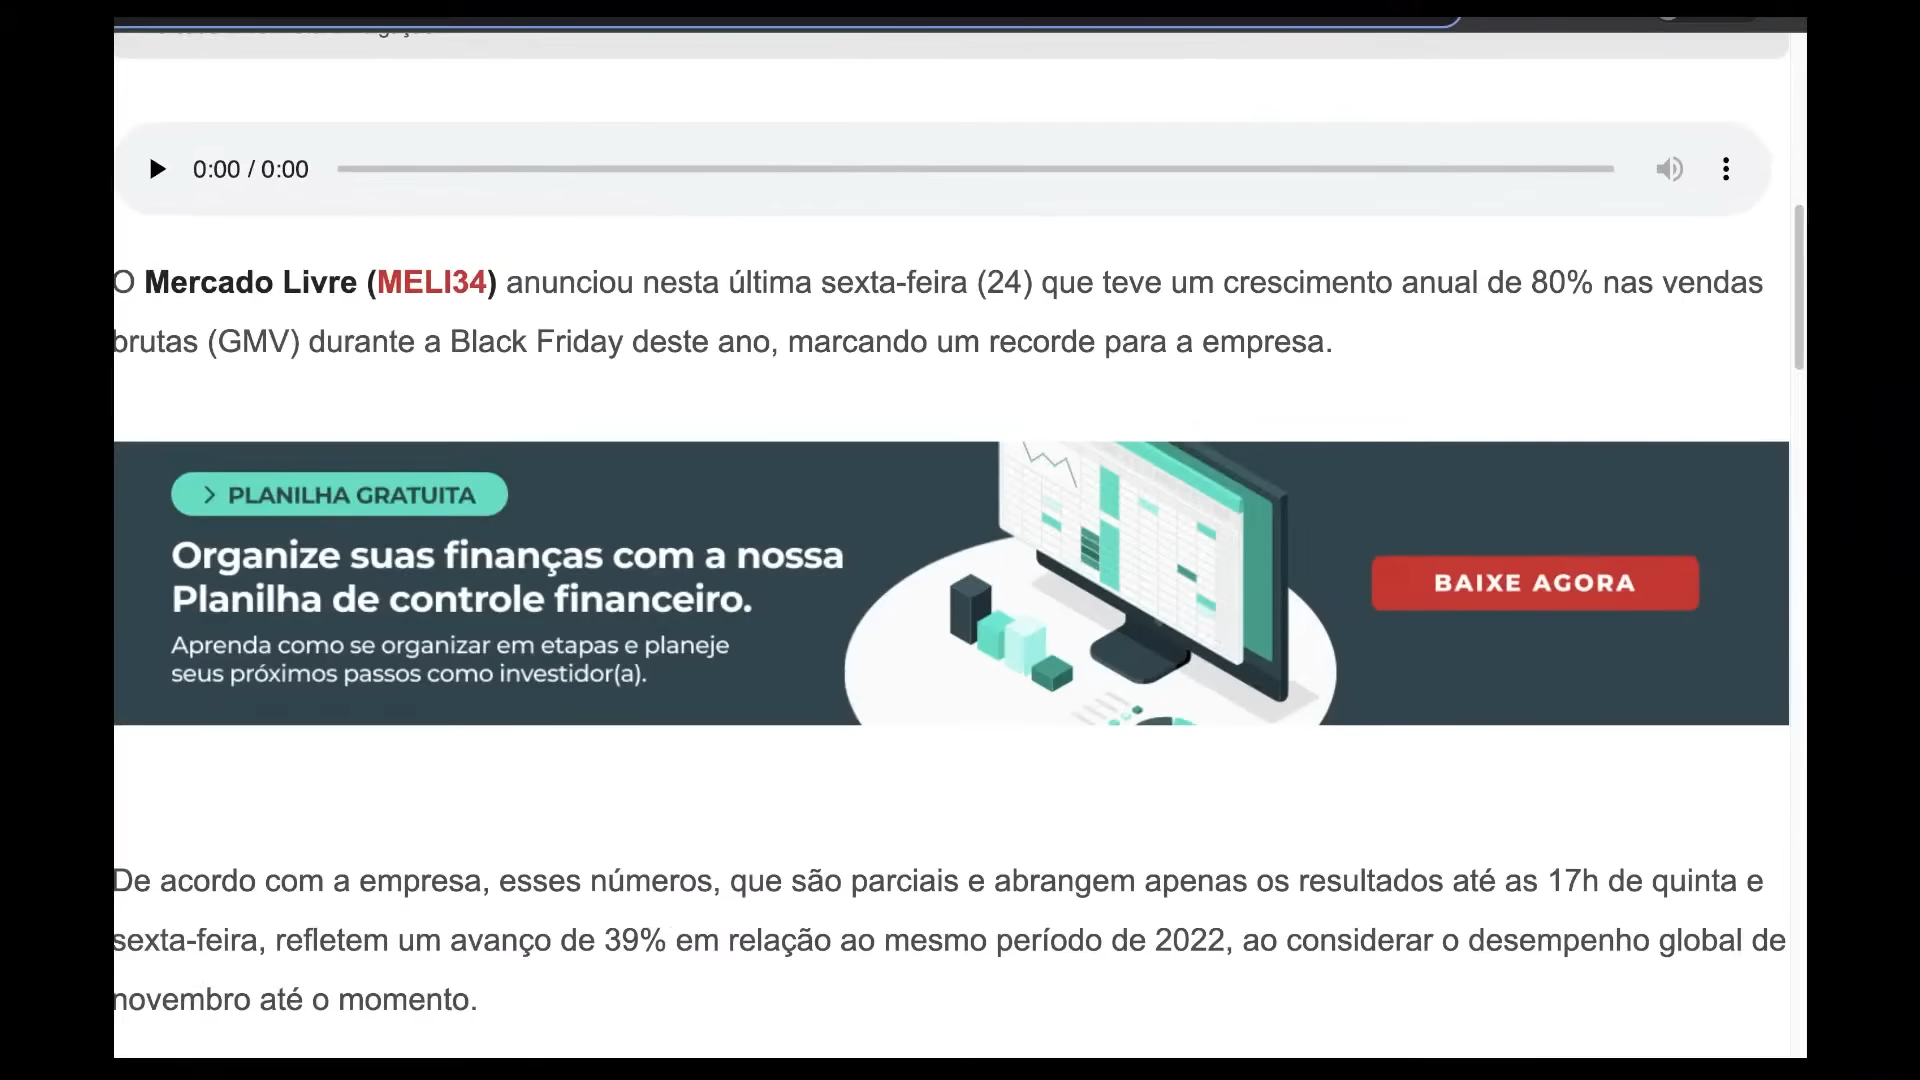 0:00 / 0:00
O Mercado Livre (MELI34) anunciou nesta última sexta-feira (24) que teve um crescimento anual de 80% nas vendas
brutas (GMV) durante a Black Friday deste ano, marcando um recorde para a empresa.
> PLANILHA GRATUITA
Organize suas finanças com a nossa
Planilha de controle financeiro.
Aprenda como se organizar em etapas e planeje
seus próximos passos como investidor(a).
BAIXE AGORA
De acordo com a empresa, esses números, que são parciais e abrangem apenas os resultados até as 17h de quinta e
sexta-feira, refletem um avanço de 39% em relação ao mesmo período de 2022, ao considerar o desempenho global de
novembro até o momento.